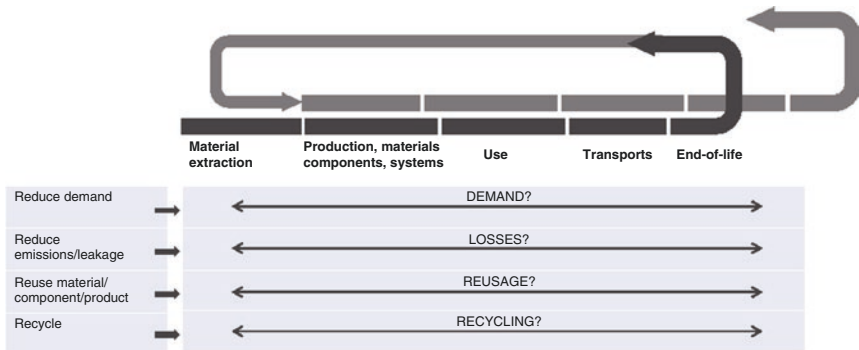 Material
extraction
Production, materials
components, systems
Use
Transports
End-of-life
Reduce demand
DEMAND?
Reduce
emissions/leakage
LOSSES?
Reuse material/
component/product
REUSAGE?
Recycle
RECYCLING?